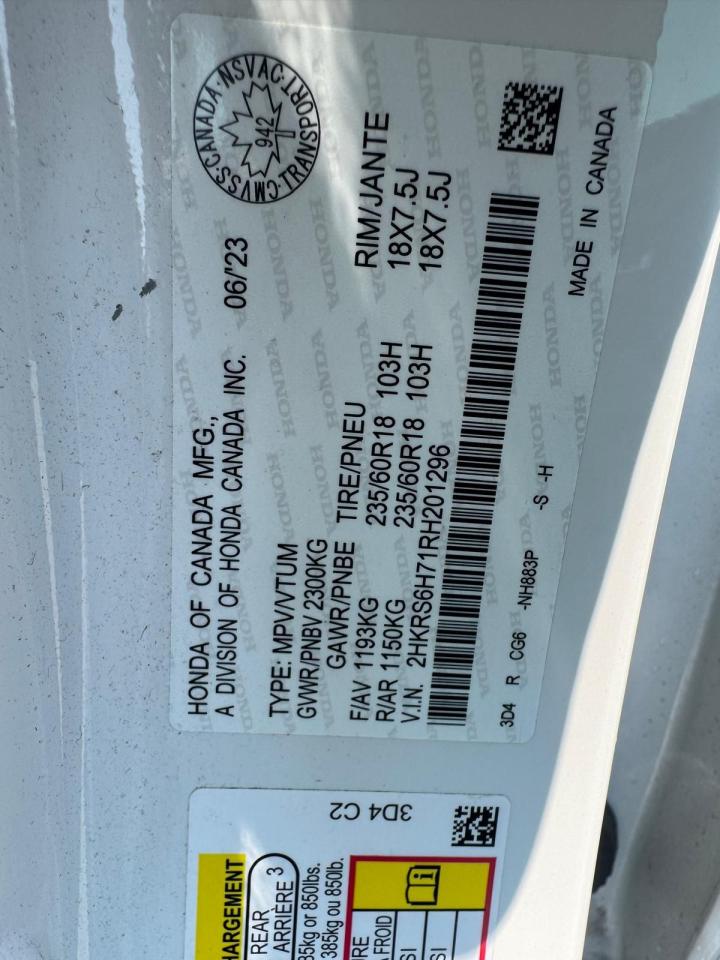 HONDA OF CANADA MFG.,
A DIVISION OF HONDA CANADA INC. 06/'23
TYPE: MPV/VTUM
GVWR/PNBV 2300KG
GAWR/PNBE TIRE/PNEU RIM/JANTE
F/AV 1193KG 235/60R18 103H 18X7.5J
R/AR 1150KG 235/60R18 103H 18X7.5J
V.I.N. 2HKRS6H71RH201296
3D4 R CG6 -NH883P -S -H
MADE IN CANADA
CMVSS·CANADA·NSVAC·TRANSPORT·
942
HONDA
3D4 C2
REAR
ARRIÈRE 3
or 850lbs.
385kg ou 850lb.
FROID